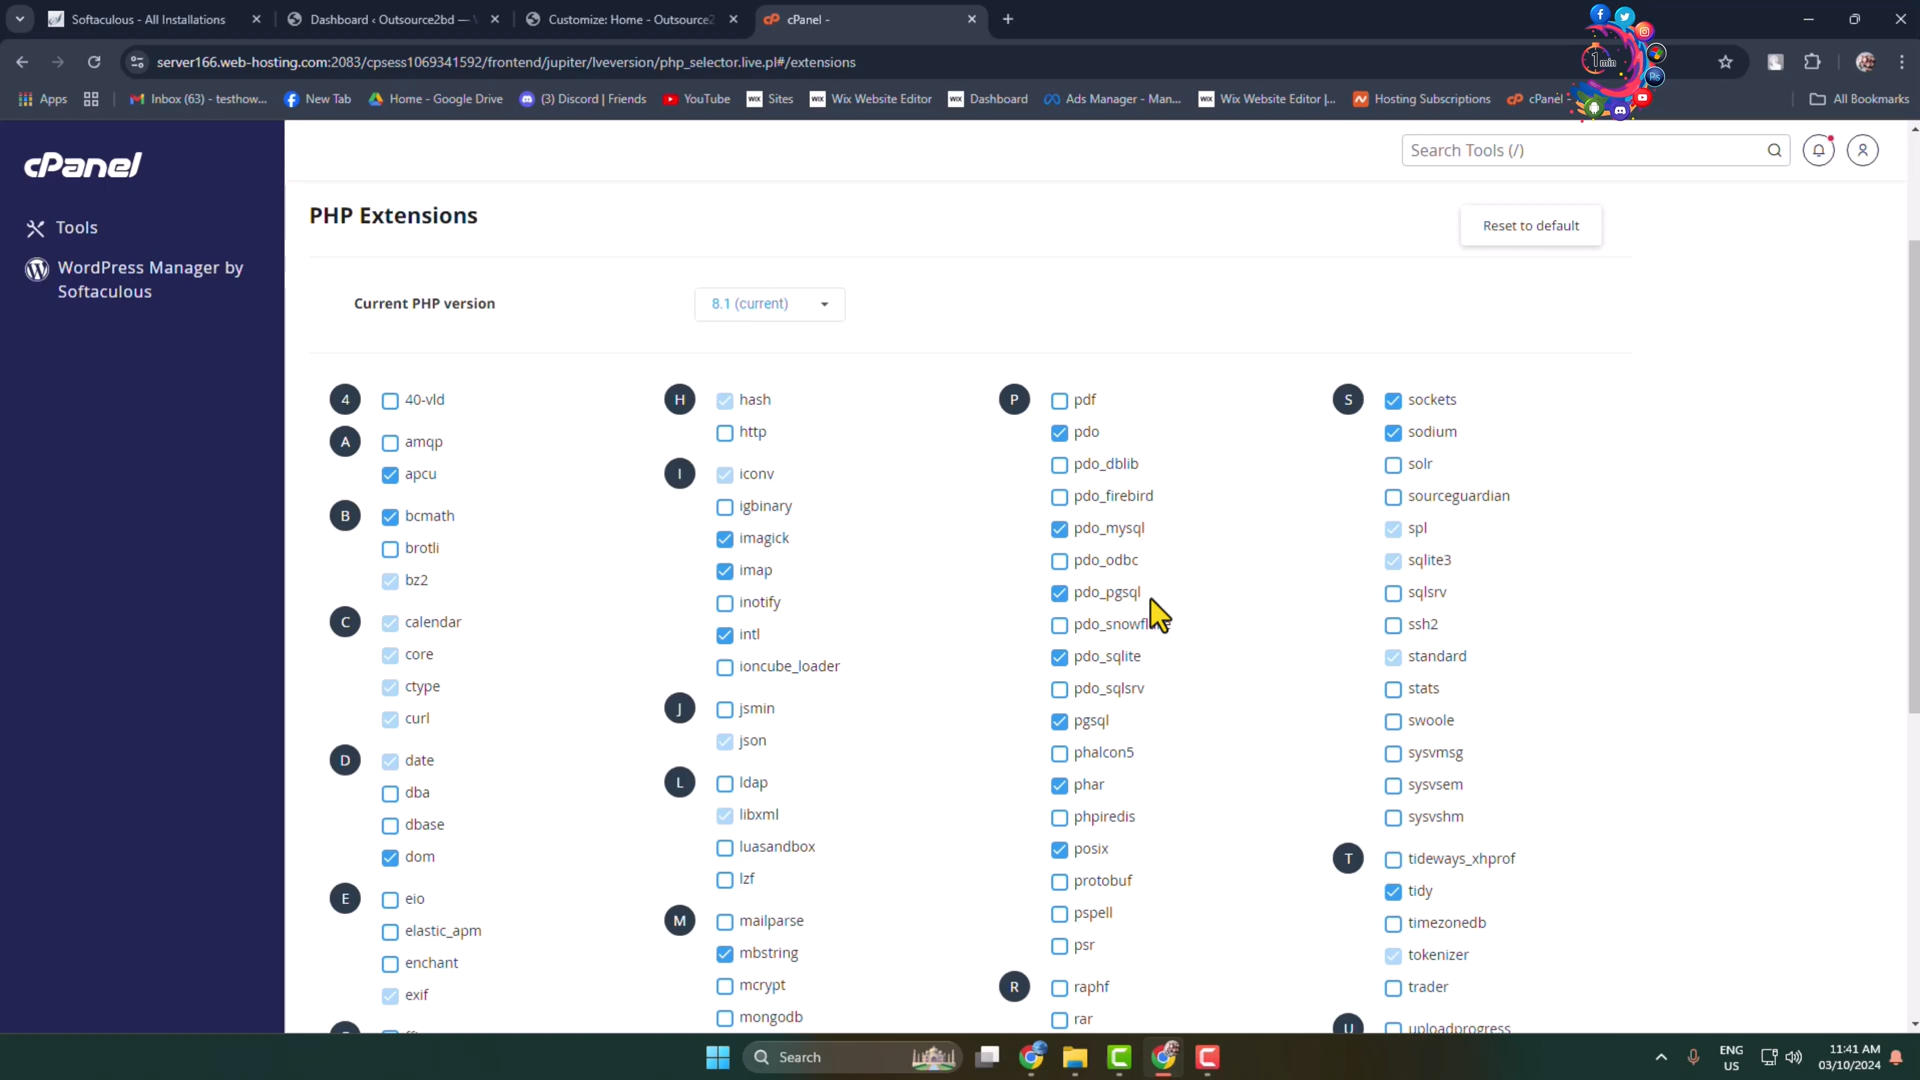 Softaculous - All Installations
Dashboard ‹ Outsource2bd —
Customize: Home - Outsource2
cPanel -
server166.web-hosting.com:2083/cpsess1069341592/frontend/jupiter/lveversion/php_selector.live.pl#/extensions
1min
Ps
Apps
Inbox (63) - testhow...
New Tab
Home - Google Drive
(3) Discord | Friends
YouTube
WIX Sites
WIX Wix Website Editor
WIX Dashboard
Ads Manager - Man...
WIX Wix Website Editor |...
Hosting Subscriptions
cPanel -
All Bookmarks
cPanel
Search Tools (/)
Tools
WordPress Manager by
Softaculous
PHP Extensions
Reset to default
Current PHP version
8.1 (current)
4
40-vld
A
amqp
apcu
B
bcmath
brotli
bz2
C
calendar
core
ctype
curl
D
date
dba
dbase
dom
E
eio
elastic_apm
enchant
exif
H
hash
http
I
iconv
igbinary
imagick
imap
inotify
intl
ioncube_loader
J
jsmin
json
L
ldap
libxml
luasandbox
lzf
M
mailparse
mbstring
mcrypt
mongodb
P
pdf
pdo
pdo_dblib
pdo_firebird
pdo_mysql
pdo_odbc
pdo_pgsql
pdo_sqlite
pdo_sqlsrv
pgsql
phalcon5
phar
phpiredis
posix
protobuf
pspell
psr
R
raphf
rar
S
sockets
sodium
solr
sourceguardian
spl
sqlite3
sqlsrv
ssh2
standard
stats
swoole
sysvmsg
sysvsem
sysvshm
T
tideways_xhprof
tidy
timezonedb
tokenizer
trader
U
uploadprogress
Search
ENG
US
11:41 AM
03/10/2024